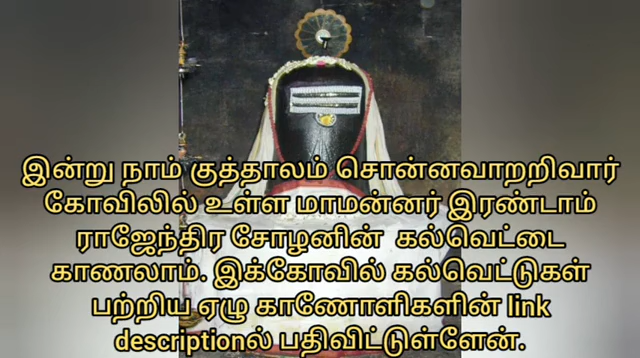 இன்று நாம் குத்தாலம் சொன்னவாறறிவார்
கோவிலில் உள்ள மாமன்னர் இரண்டாம்
ராஜேந்திர சோழனின் கல்வெட்டை
காணலாம். இக்கோவில் கல்வெட்டுகள்
பற்றிய ஏழு காணோளிகளின் link
descriptionல் பதிவிட்டுள்ளேன்.